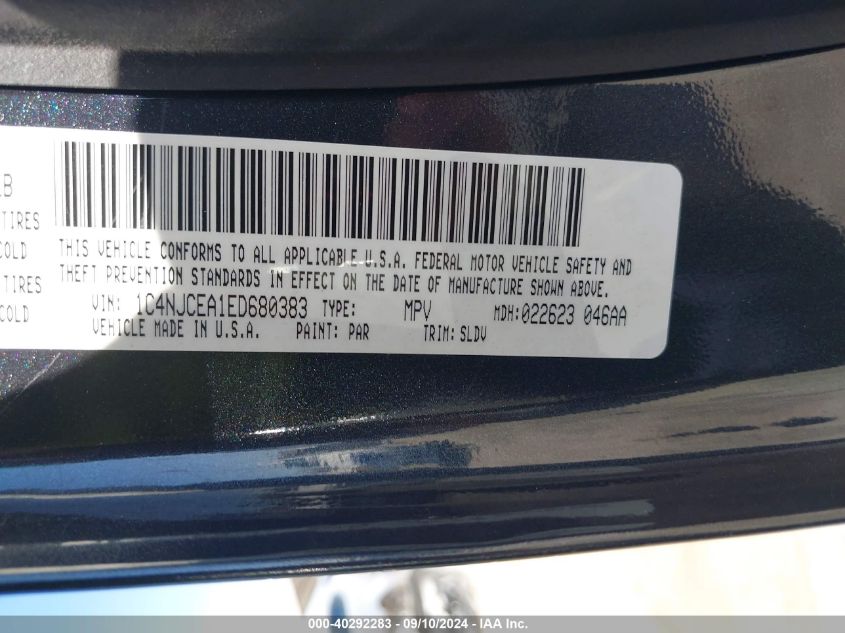 LB
TIRES
COLD
TIRES
COLD
THIS VEHICLE CONFORMS TO ALL APPLICABLE U.S.A. FEDERAL MOTOR VEHICLE SAFETY AND
THEFT PREVENTION STANDARDS IN EFFECT ON THE DATE OF MANUFACTURE SHOWN ABOVE.
VIN: 1C4NJCEA1ED680383 TYPE: MPV MDH:022623 046AA
VEHICLE MADE IN U.S.A. PAINT: PAR TRIM: SLDV
000-40292283 - 09/10/2024 - IAA Inc.